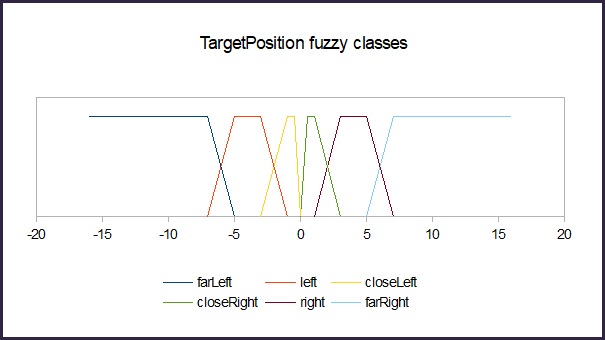 TargetPosition fuzzy classes
-20 -15 -10 -5 0 5 10 15 20
farLeft left closeLeft
closeRight right farRight